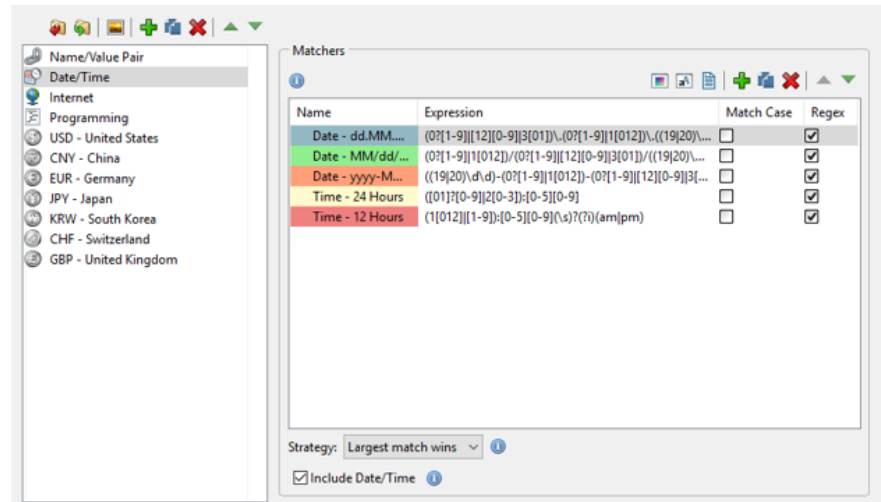 Name/Value Pair
Date/Time
Internet
Programming
USD - United States
CNY - China
EUR - Germany
JPY - Japan
KRW - South Korea
CHF - Switzerland
GBP - United Kingdom
Matchers
Name Expression Match Case Regex
Date - dd.MM.... (0?[1-9]|[12][0-9]|3[01])\.(0?[1-9]|1[012])\.((19|20)\...
Date - MM/dd/... (0?[1-9]|1[012])/(0?[1-9]|[12][0-9]|3[01])/((19|20)\...
Date - yyyy-M... ((19|20)\d\d)-(0?[1-9]|1[012])-(0?[1-9]|[12][0-9]|3[...
Time - 24 Hours ([01]?[0-9]|2[0-3]):[0-5][0-9]
Time - 12 Hours (1[012]|[1-9]):[0-5][0-9](\s)?(?i)(am|pm)
Strategy: Largest match wins
Include Date/Time